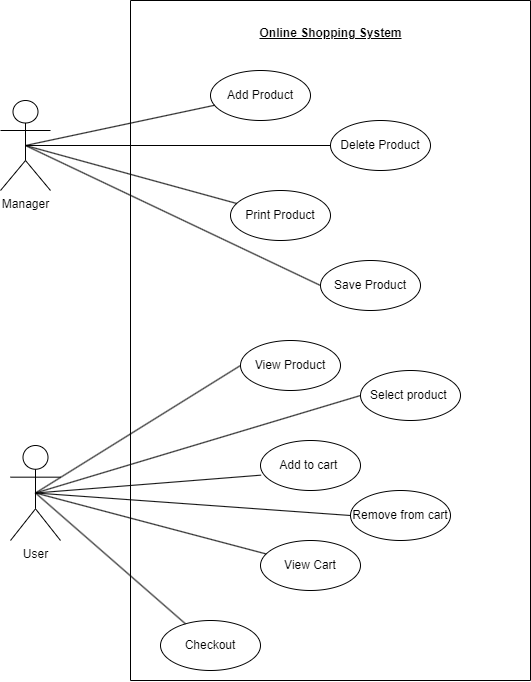 Online Shopping System
Add Product
Delete Product
Manager
Print Product
Save Product
View Product
Select product
Add to cart
Remove from cart
User
View Cart
Checkout